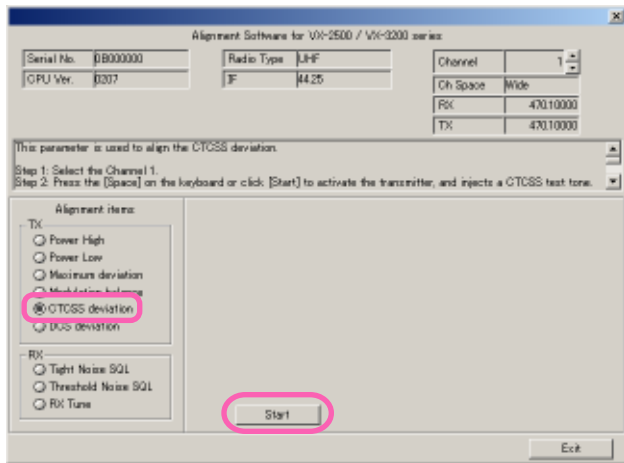 Alignment Software for VX-2500 / VX-3200 series
Serial No. 0B000000
CPU Ver. 0207
Radio Type UHF
IF 44.25
Channel 1
Ch Space Wide
RX 470.10000
TX 470.10000
This parameter is used to align the CTCSS deviation.
Step 1: Select the Channel 1.
Step 2: Press the [Space] on the keyboard or click [Start] to activate the transmitter, and injects a CTCSS test tone.
Alignment items
TX
Power High
Power Low
Maximum deviation
Modulation balance
CTCSS deviation
DCS deviation
RX
Tight Noise SQL
Threshold Noise SQL
RX Tune
Start
Exit